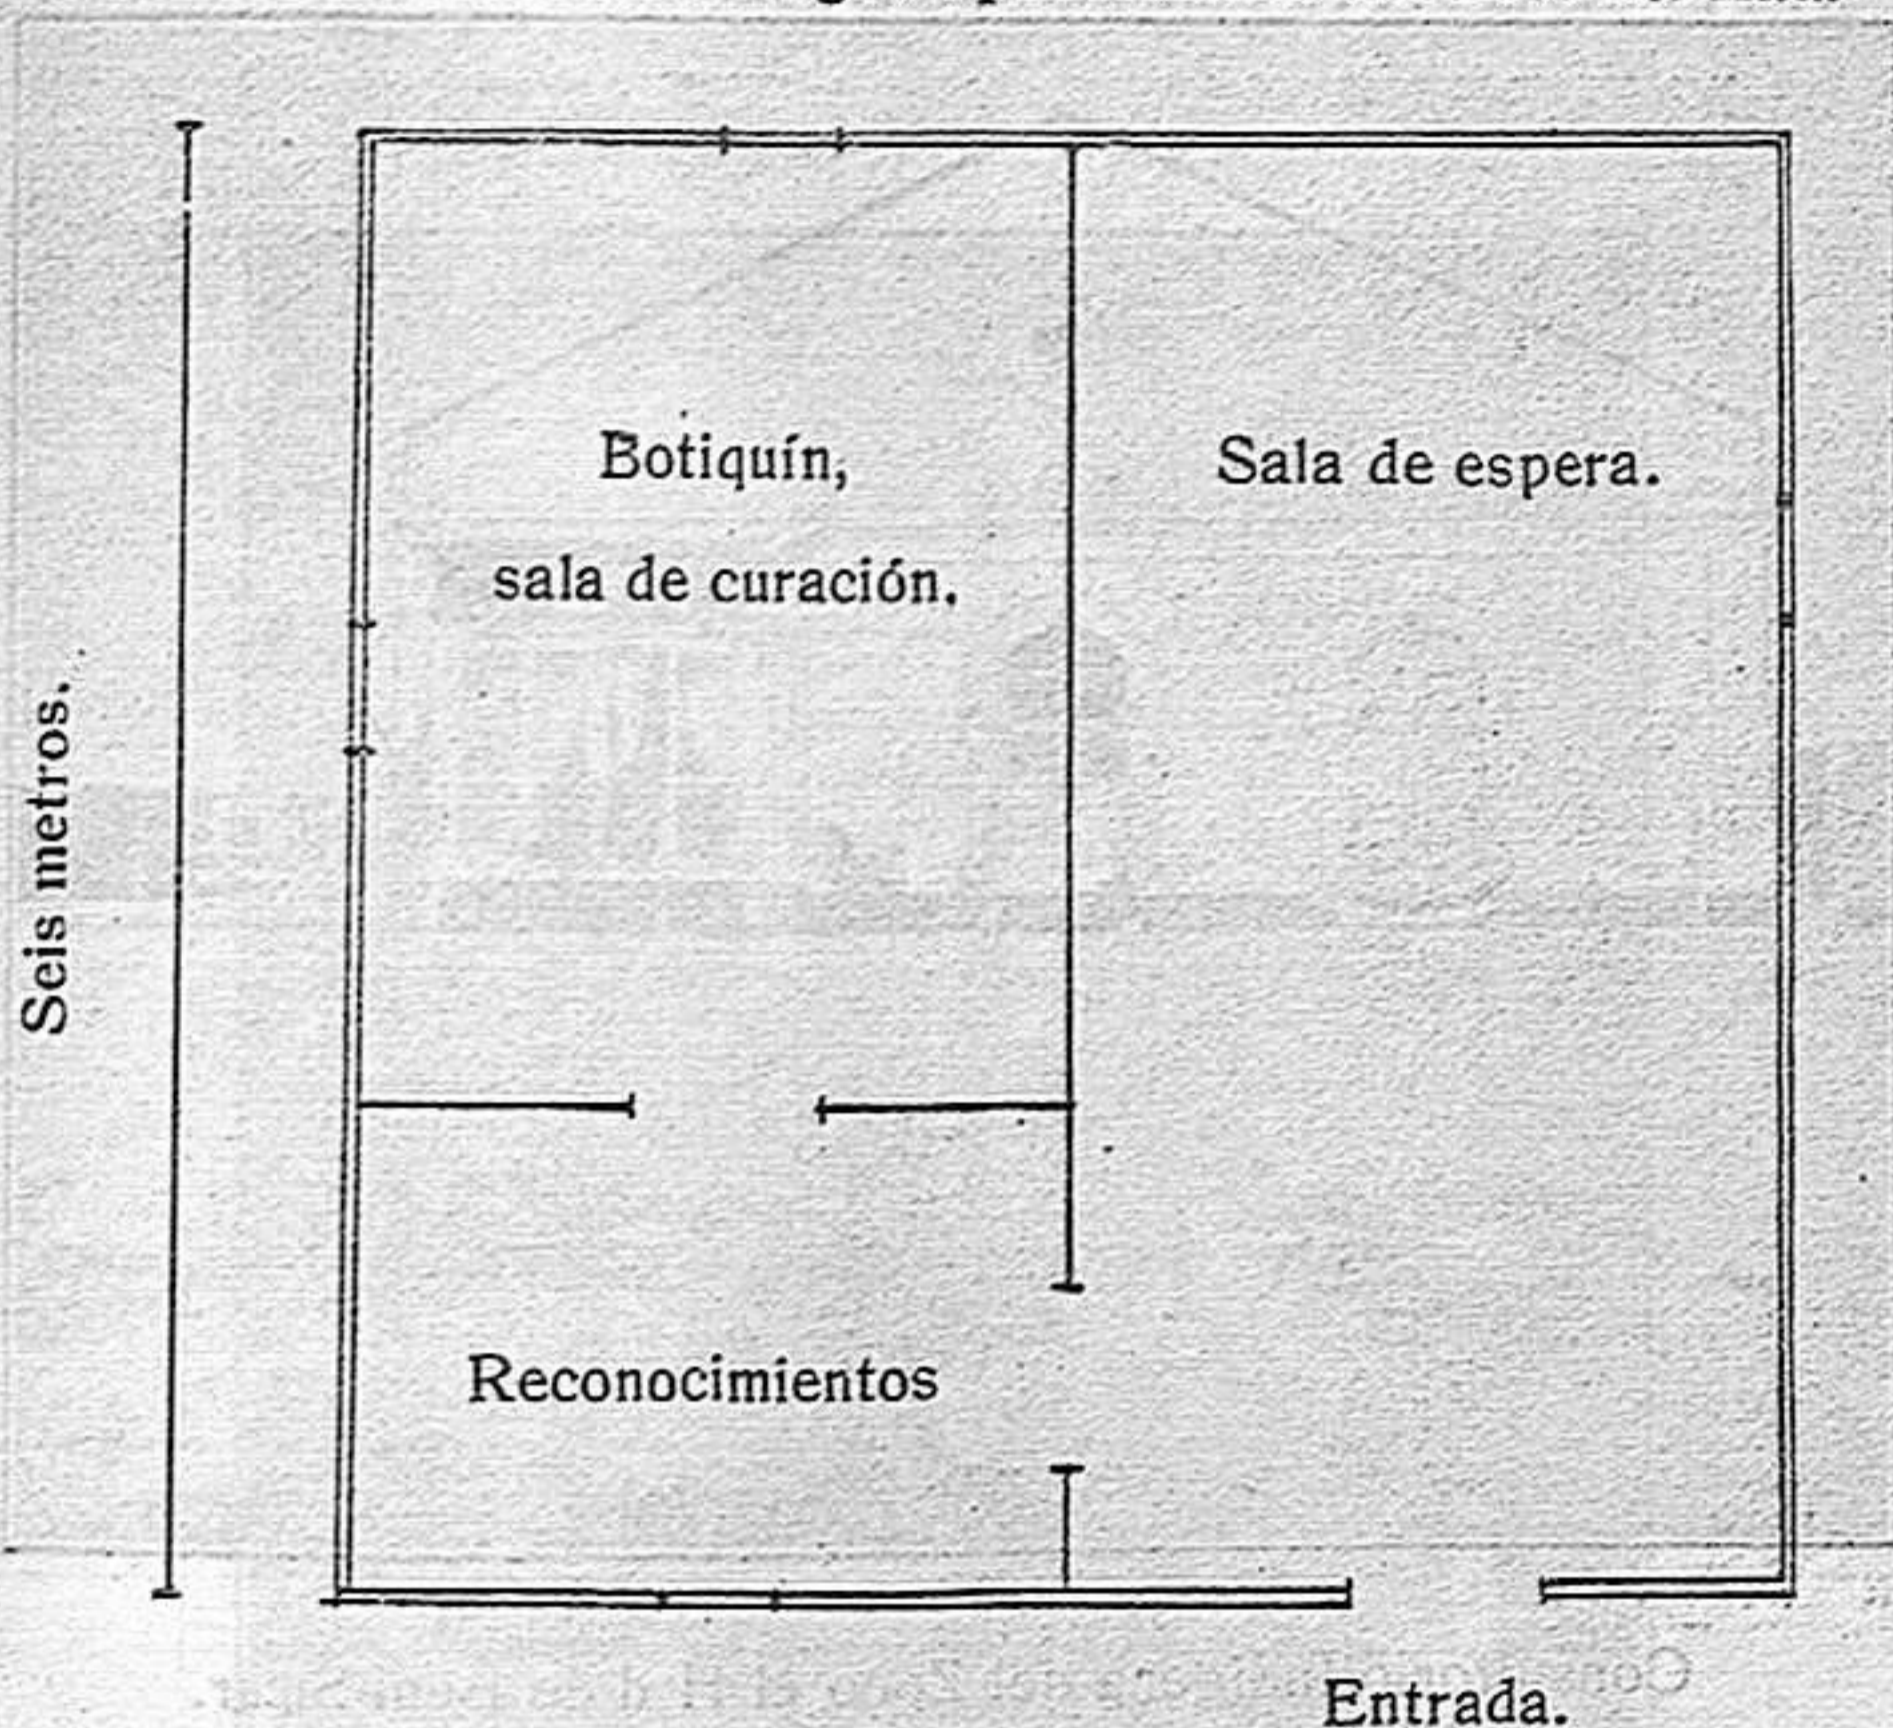 Botiquín,
sala de curación.
Sala de espera.
Seis metros.
Reconocimientos
Entrada.